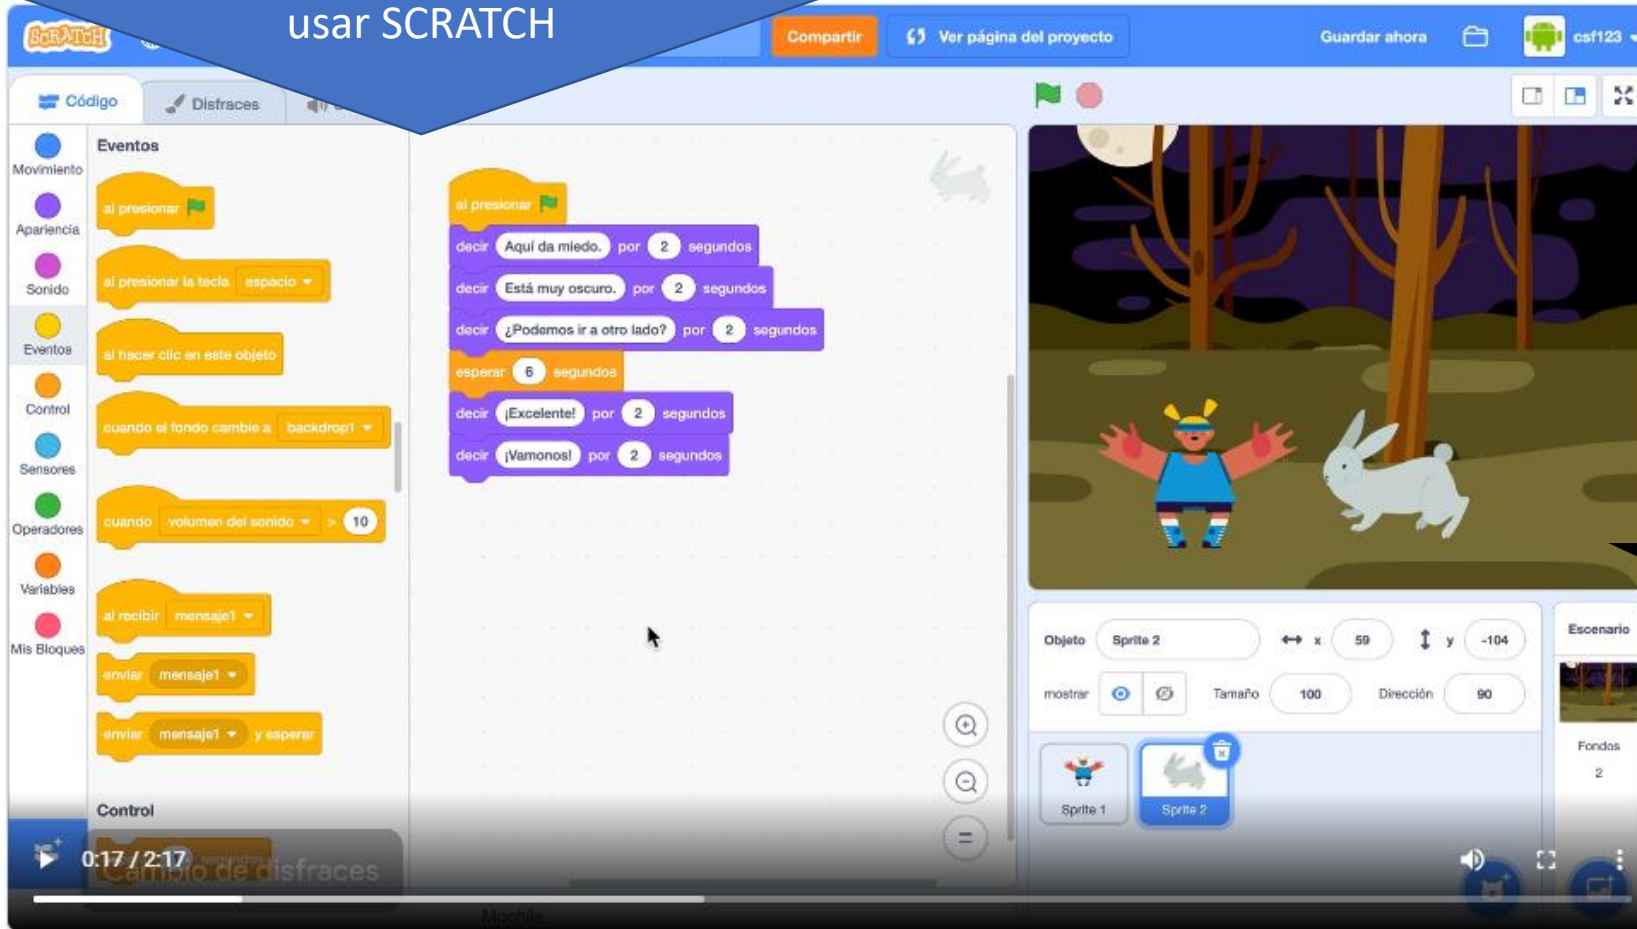 usar SCRATCH
SCRATCH
Compartir
Ver página del proyecto
Guardar ahora
csf123
Código
Disfraces
Movimiento
Apariencia
Sonido
Eventos
Control
Sensores
Operadores
Variables
Mis Bloques
Eventos
al presionar
al presionar la tecla espacio
al hacer clic en este objeto
cuando el fondo cambie a backdrop1
cuando volumen del sonido > 10
al recibir mensaje1
enviar mensaje1
enviar mensaje1 y esperar
Control
al presionar
decir Aquí da miedo. por 2 segundos
decir Está muy oscuro. por 2 segundos
decir ¿Podemos ir a otro lado? por 2 segundos
esperar 6 segundos
decir ¡Excelente! por 2 segundos
decir ¡Vamonos! por 2 segundos
Objeto Sprite 2 x 59 y -104
mostrar Tamaño 100 Dirección 90
Sprite 1
Sprite 2
Escenario
Fondos
2
0:17 / 2:17
Cambio de disfraces
Mochila